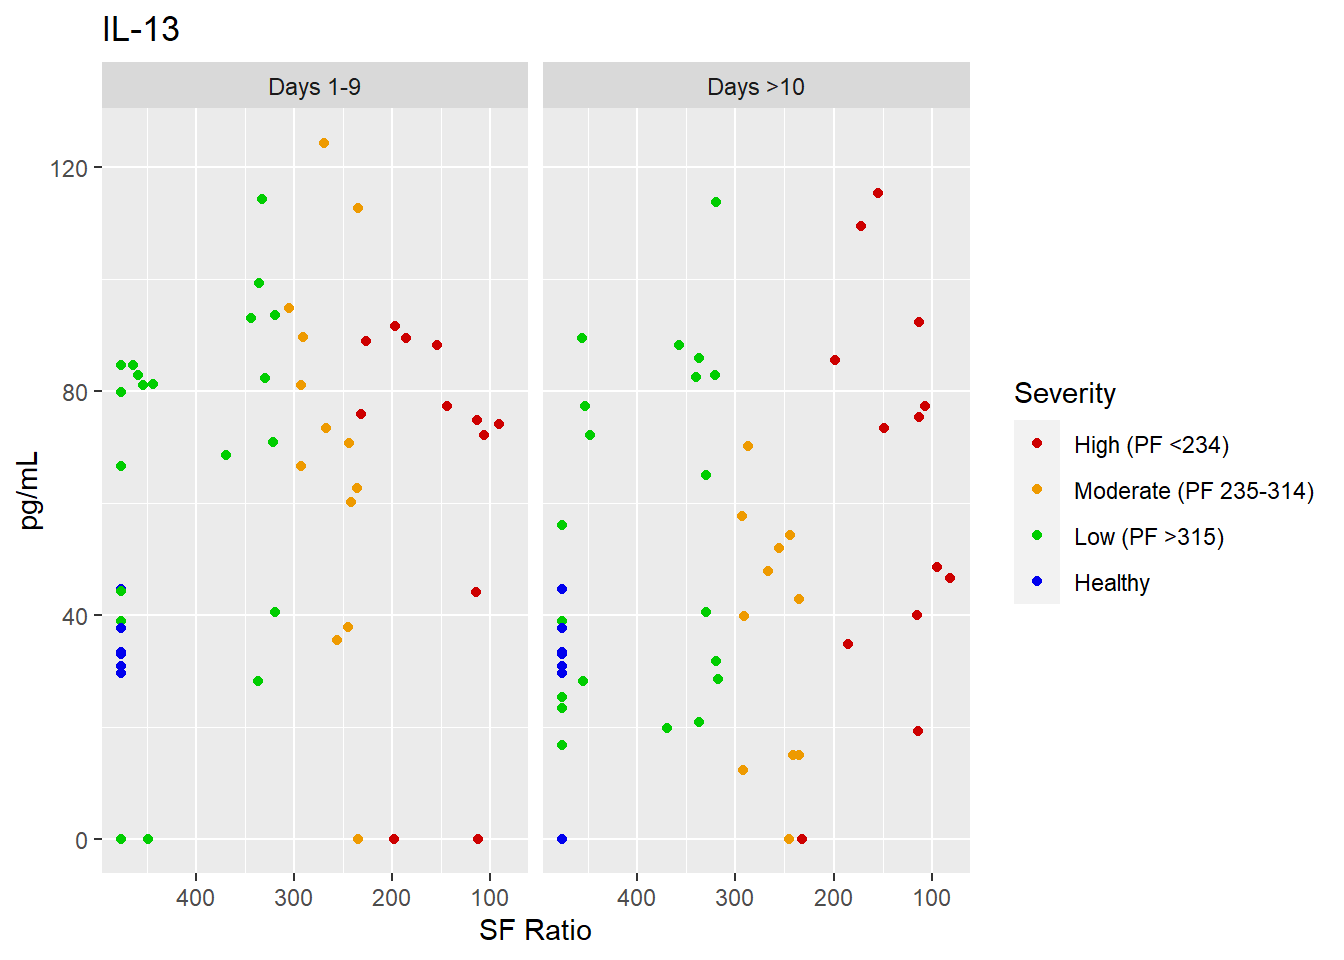 IL-13
Days 1-9
Days >10
120
80
40
0
pg/mL
400
300
200
100
400
300
200
100
SF Ratio
Severity
High (PF <234)
Moderate (PF 235-314)
Low (PF >315)
Healthy